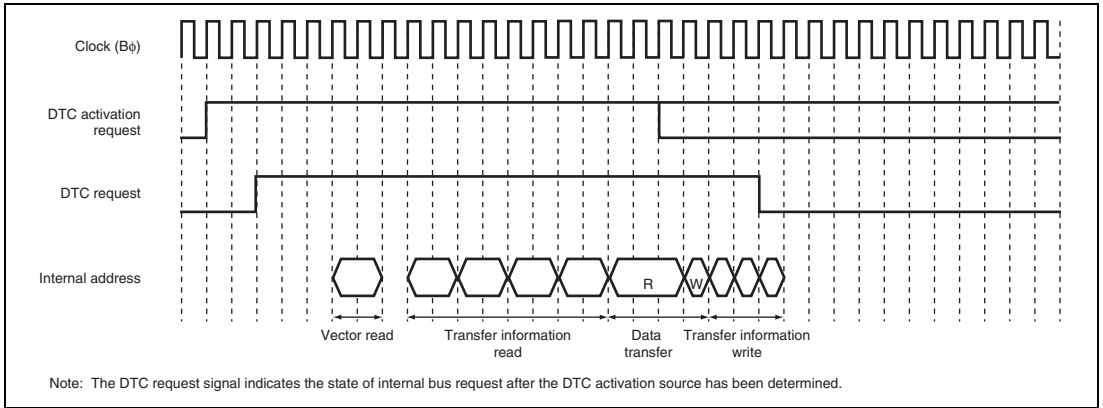 Clock (Bϕ)
DTC activation
request
DTC request
Internal address
R
W
Vector read
Transfer information
read
Data
transfer
Transfer information
write
Note: The DTC request signal indicates the state of internal bus request after the DTC activation source has been determined.